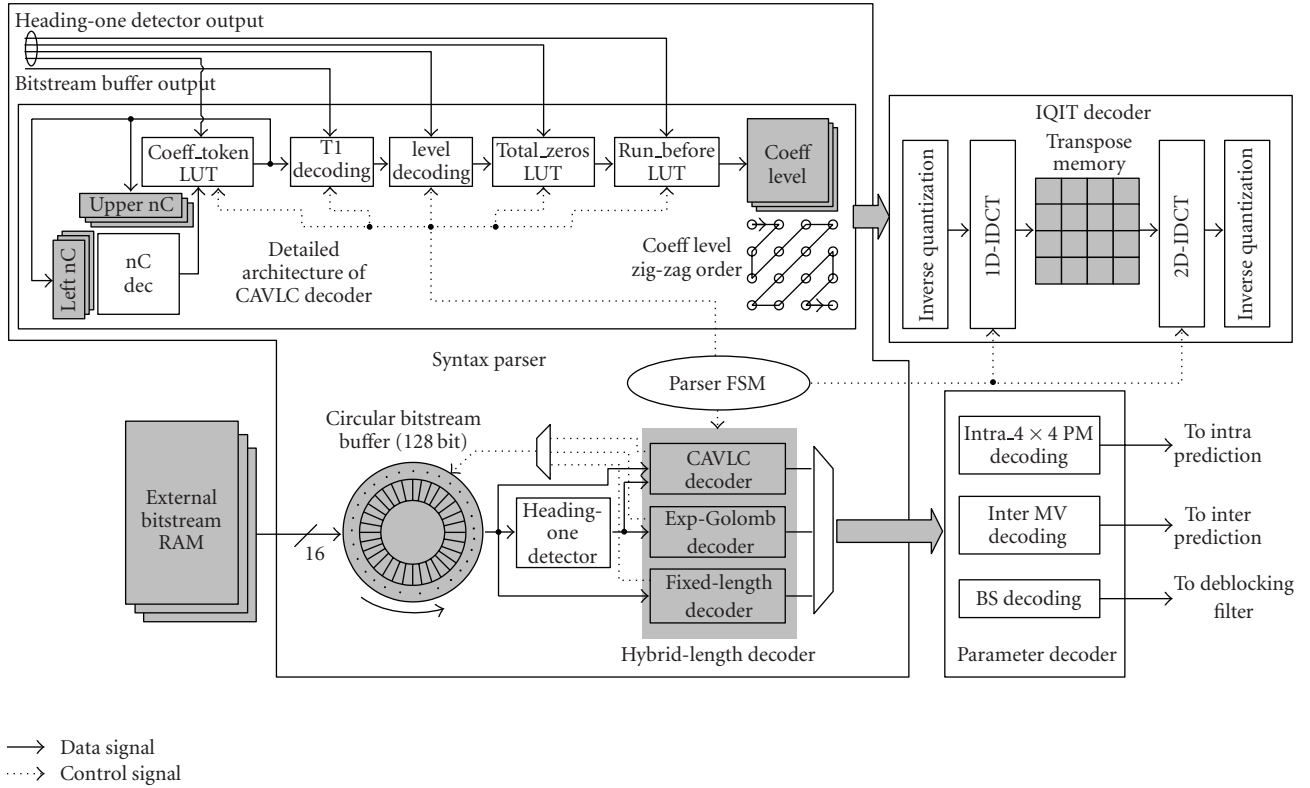 Heading-one detector output
Bitstream buffer output
Coeff_token
LUT
T1
decoding
level
decoding
Total_zeros
LUT
Run_before
LUT
Coeff
level
Upper nC
Left nC
nC
dec
Detailed
architecture of
CAVLC decoder
Coeff level
zig-zag order
IQIT decoder
Inverse quantization
1D-IDCT
Transpose
memory
2D-IDCT
Inverse quantization
Syntax parser
Parser FSM
External
bitstream
RAM
16
Circular bitstream
buffer (128 bit)
Heading-
one
detector
CAVLC
decoder
Exp-Golomb
decoder
Fixed-length
decoder
Hybrid-length decoder
Intra_4 × 4 PM
decoding
Inter MV
decoding
BS decoding
Parameter decoder
To intra
prediction
To inter
prediction
To deblocking
filter
Data signal
Control signal